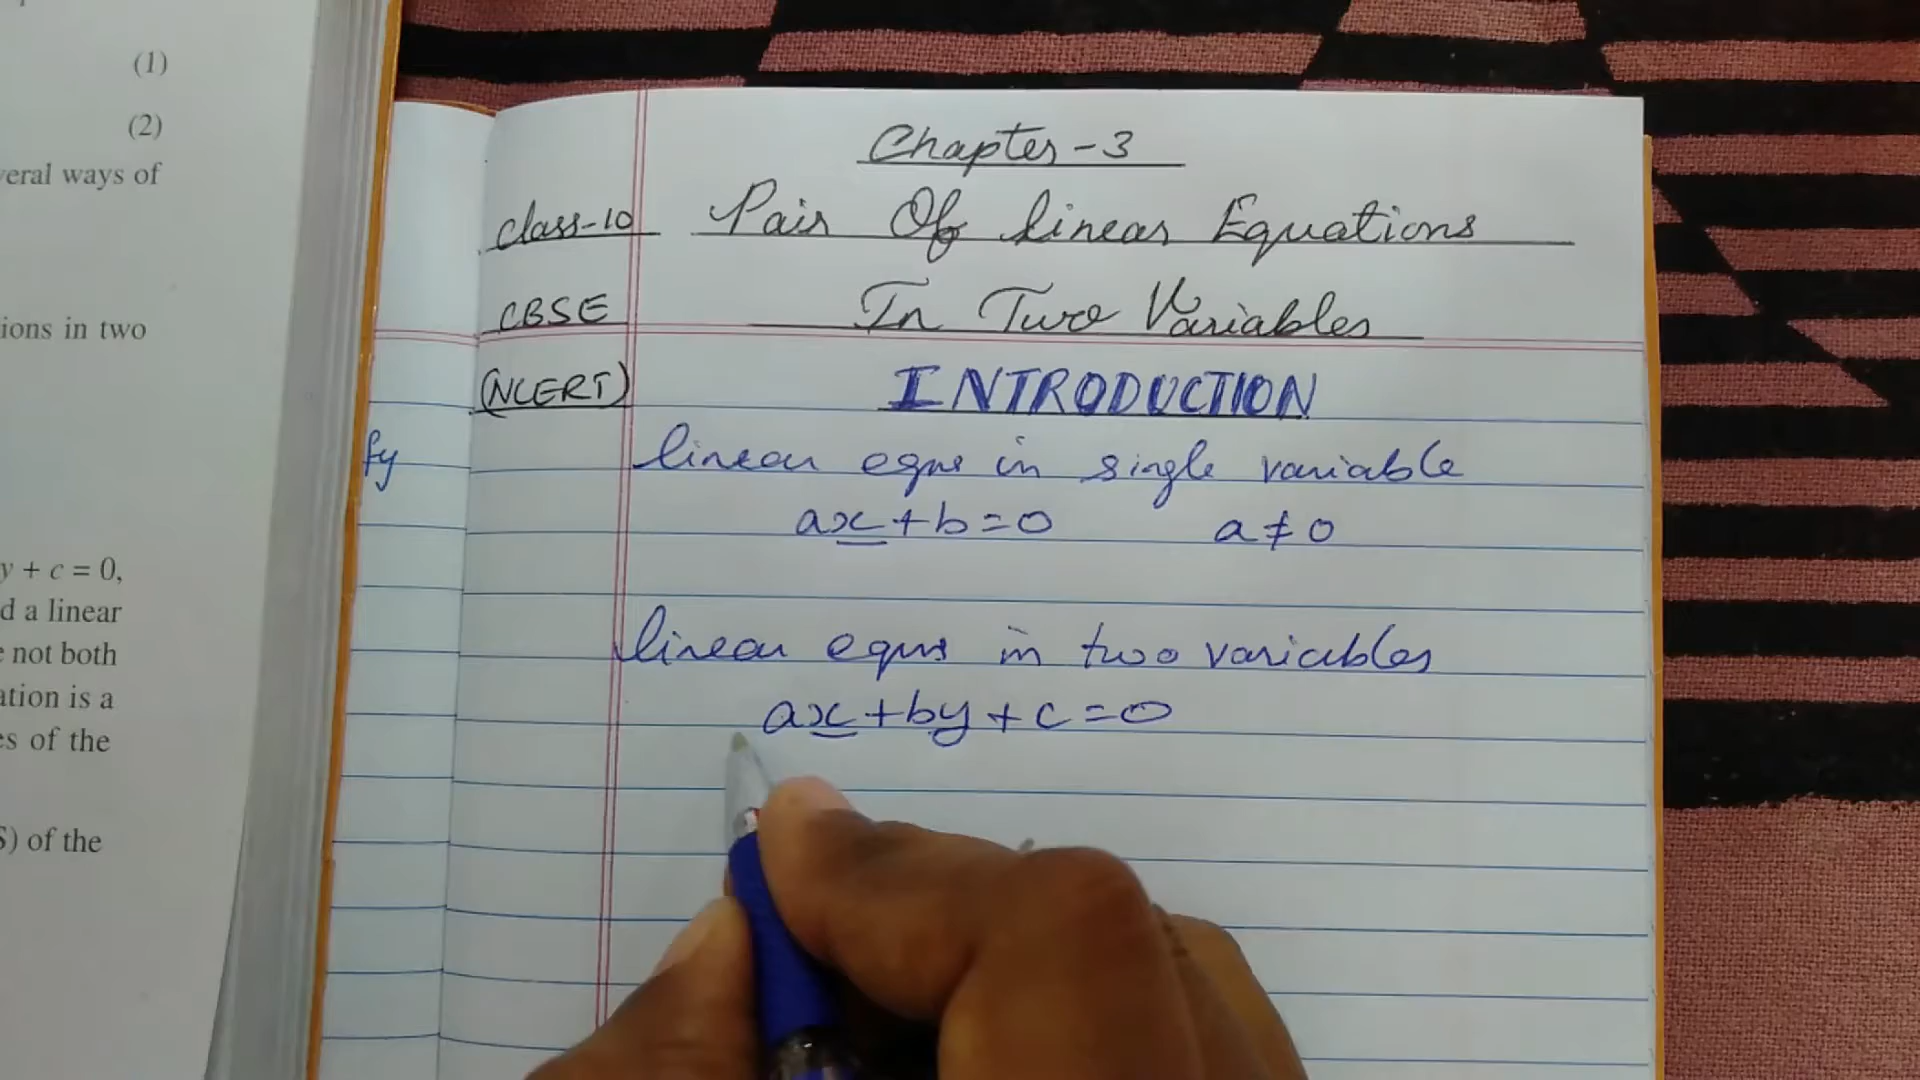 (1)
(2)
veral ways of
ions in two
y + c = 0,
d a linear
e not both
ation is a
es of the
S) of the
fy
Chapter-3
Class-10
Pair Of linear Equations
CBSE
In Two Variables
(NCERT)
INTRODUCTION
linear eqns in single variable
ax+b=0 a≠0
linear eqns in two variables
ax+by+c=0